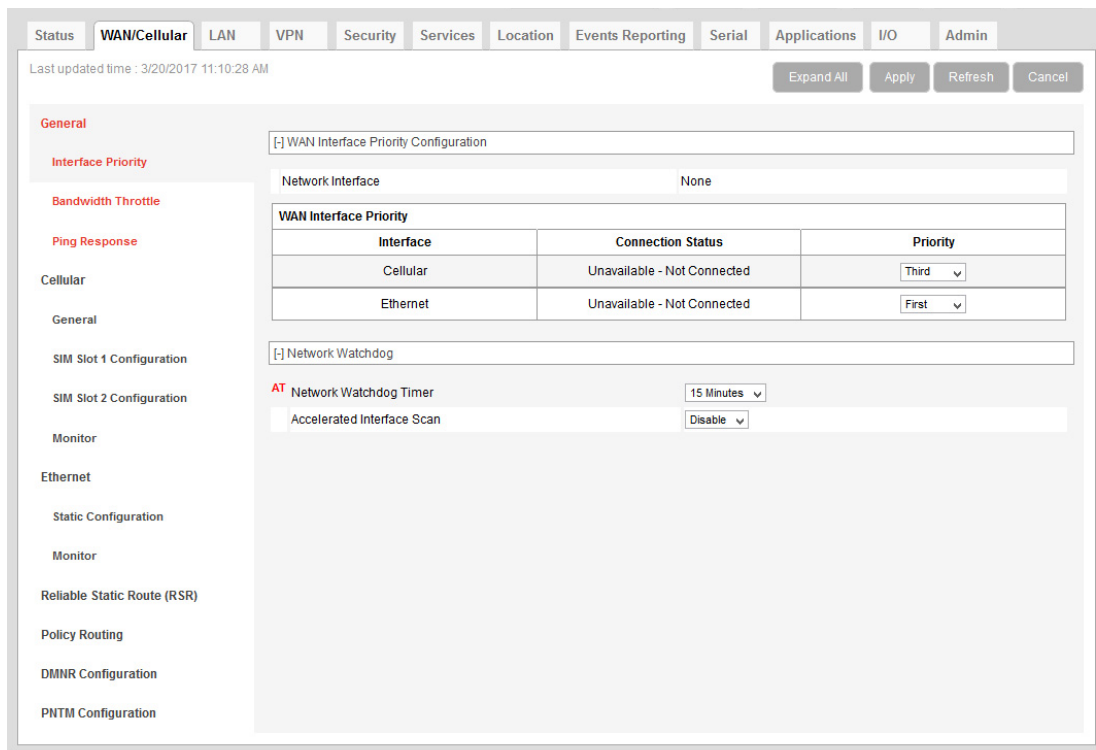 Status WAN/Cellular LAN VPN Security Services Location Events Reporting Serial Applications I/O Admin
Last updated time : 3/20/2017 11:10:28 AM
Expand All Apply Refresh Cancel
General
Interface Priority
Bandwidth Throttle
Ping Response
Cellular
General
SIM Slot 1 Configuration
SIM Slot 2 Configuration
Monitor
Ethernet
Static Configuration
Monitor
Reliable Static Route (RSR)
Policy Routing
DMNR Configuration
PNTM Configuration
[-] WAN Interface Priority Configuration
Network Interface None
WAN Interface Priority
Interface Connection Status Priority
Cellular Unavailable - Not Connected Third
Ethernet Unavailable - Not Connected First
[-] Network Watchdog
AT Network Watchdog Timer 15 Minutes
Accelerated Interface Scan Disable